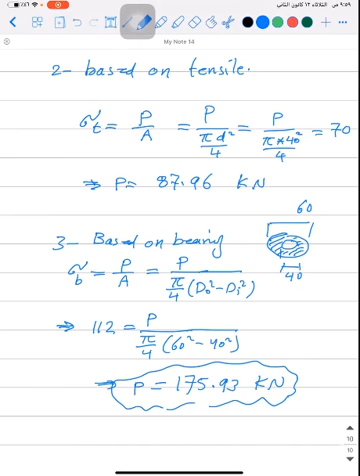 ٩:٥٩ ص الثلاثاء ١٢ كانون الثاني
٪٨٦
My Note 14
2- based on tensile.
σt = P/A = P/(πd²/4) = P/(π*40²/4) = 70
⇒ P = 87.96 KN
60
3- Based on bearing
σb = P/A = P/(π/4 (Do² - Di²))
40
⇒ 112 = P/(π/4 (60² - 40²))
⇒ P = 175.93 KN
10
10
10